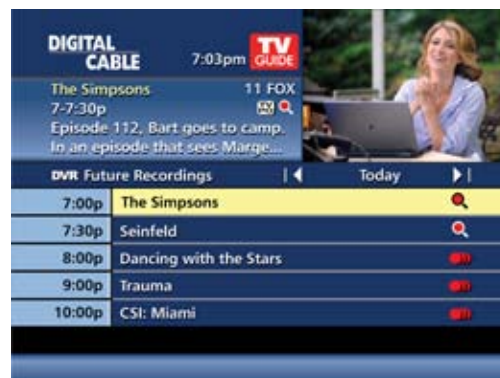 DIGITAL CABLE
7:03pm
TV GUIDE
The Simpsons 11 FOX
7-7:30p
Episode 112, Bart goes to camp.
In an episode that sees Marge...
DVR Future Recordings Today
7:00p The Simpsons
7:30p Seinfeld
8:00p Dancing with the Stars
9:00p Trauma
10:00p CSI: Miami